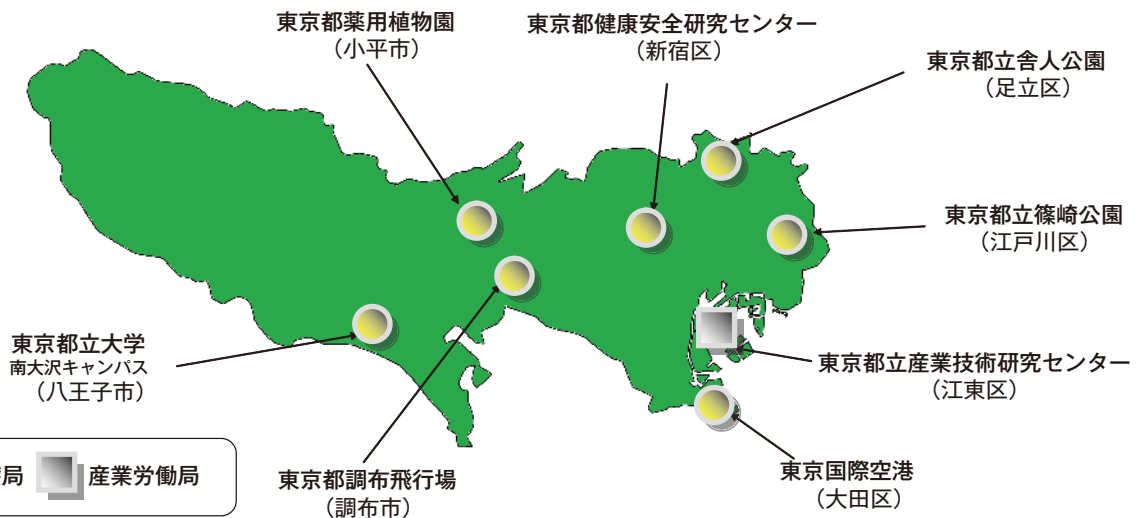 東京都薬用植物園
（小平市）
東京都健康安全研究センター
（新宿区）
東京都立舎人公園
（足立区）
東京都立篠崎公園
（江戸川区）
東京都立大学
南大沢キャンパス
（八王子市）
東京都立産業技術研究センター
（江東区）
東京都調布飛行場
（調布市）
東京国際空港
（大田区）
局 産業労働局